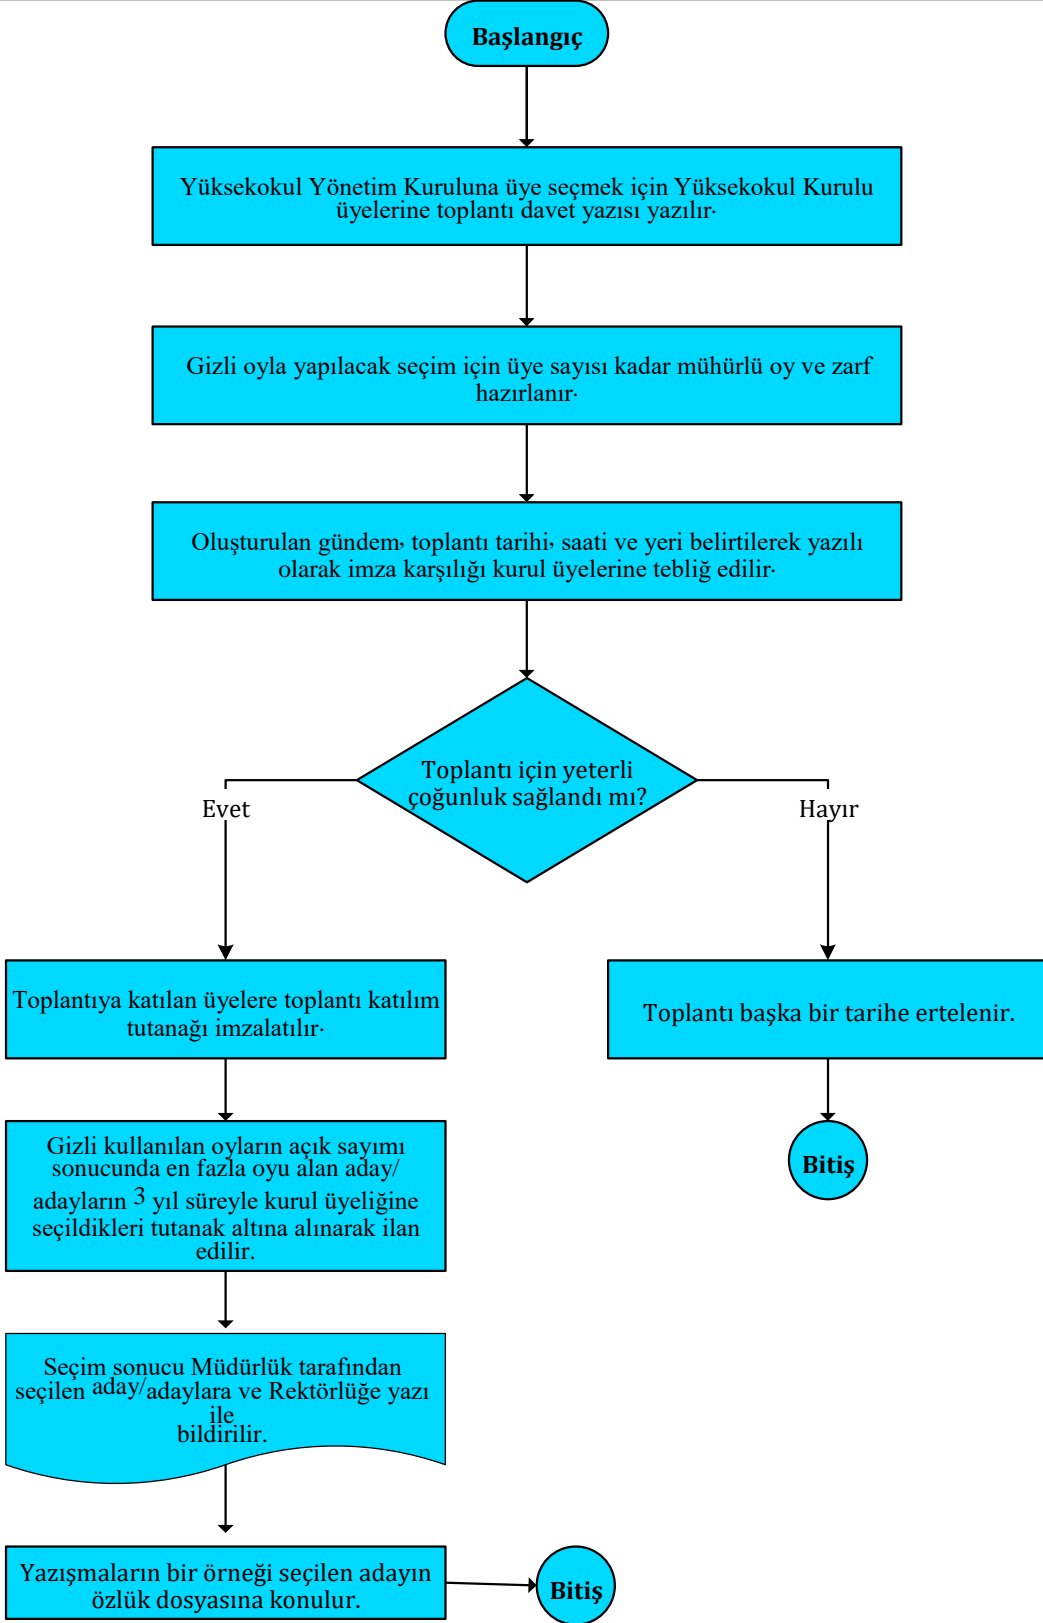 Başlangıç
Yüksekokul Yönetim Kuruluna üye seçmek için Yüksekokul Kurulu
üyelerine toplantı davet yazısı yazılır.
Gizli oyla yapılacak seçim için üye sayısı kadar mühürlü oy ve zarf
hazırlanır.
Oluşturulan gündem, toplantı tarihi, saati ve yeri belirtilerek yazılı
olarak imza karşılığı kurul üyelerine tebliğ edilir.
Toplantı için yeterli
çoğunluk sağlandı mı?
Evet
Hayır
Toplantıya katılan üyelere toplantı katılım
tutanağı imzalatılır.
Toplantı başka bir tarihe ertelenir.
Gizli kullanılan oyların açık sayımı
sonucunda en fazla oyu alan aday/
adayların 3 yıl süreyle kurul üyeliğine
seçildikleri tutanak altına alınarak ilan
edilir.
Bitiş
Seçim sonucu Müdürlük tarafından
seçilen aday/adaylara ve Rektörlüğe yazı
ile
bildirilir.
Yazışmaların bir örneği seçilen adayın
özlük dosyasına konulur.
Bitiş